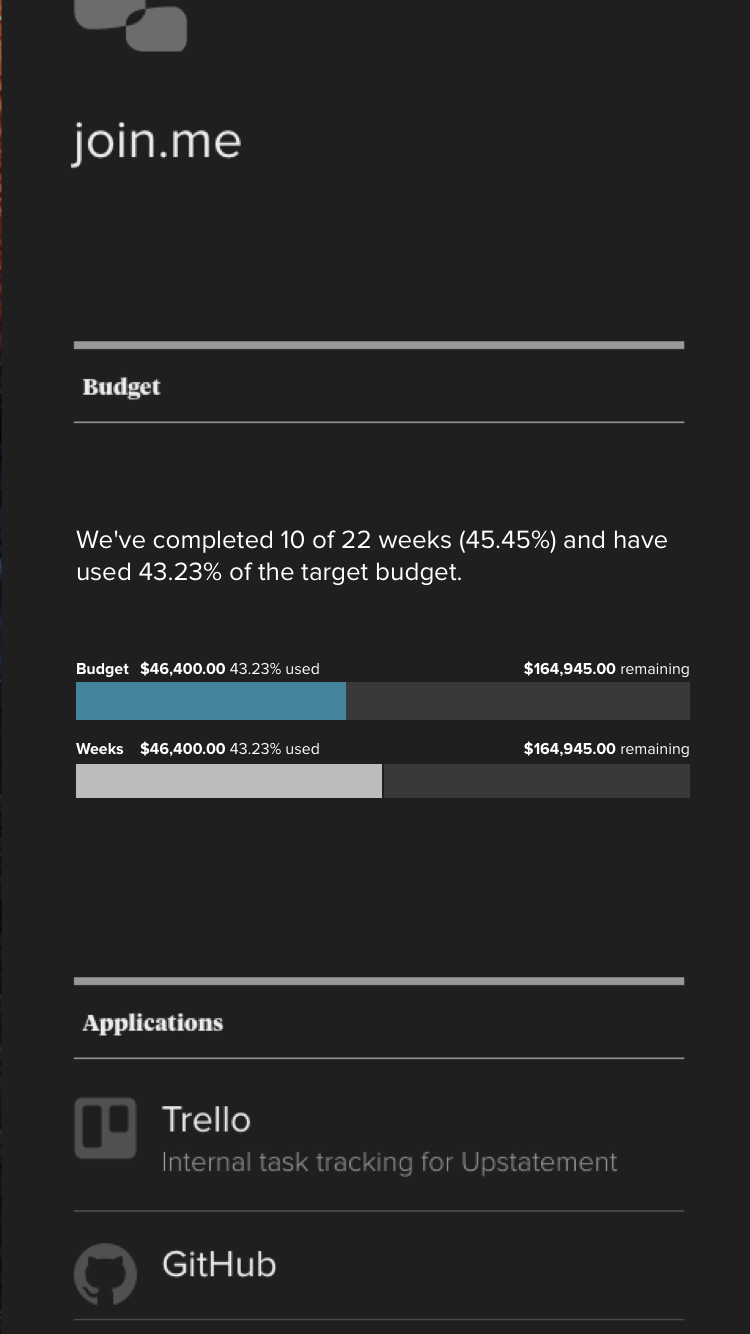 join.me
Budget
We've completed 10 of 22 weeks (45.45%) and have
used 43.23% of the target budget.
Budget $46,400.00 43.23% used $164,945.00 remaining
Weeks $46,400.00 43.23% used $164,945.00 remaining
Applications
Trello
Internal task tracking for Upstatement
GitHub